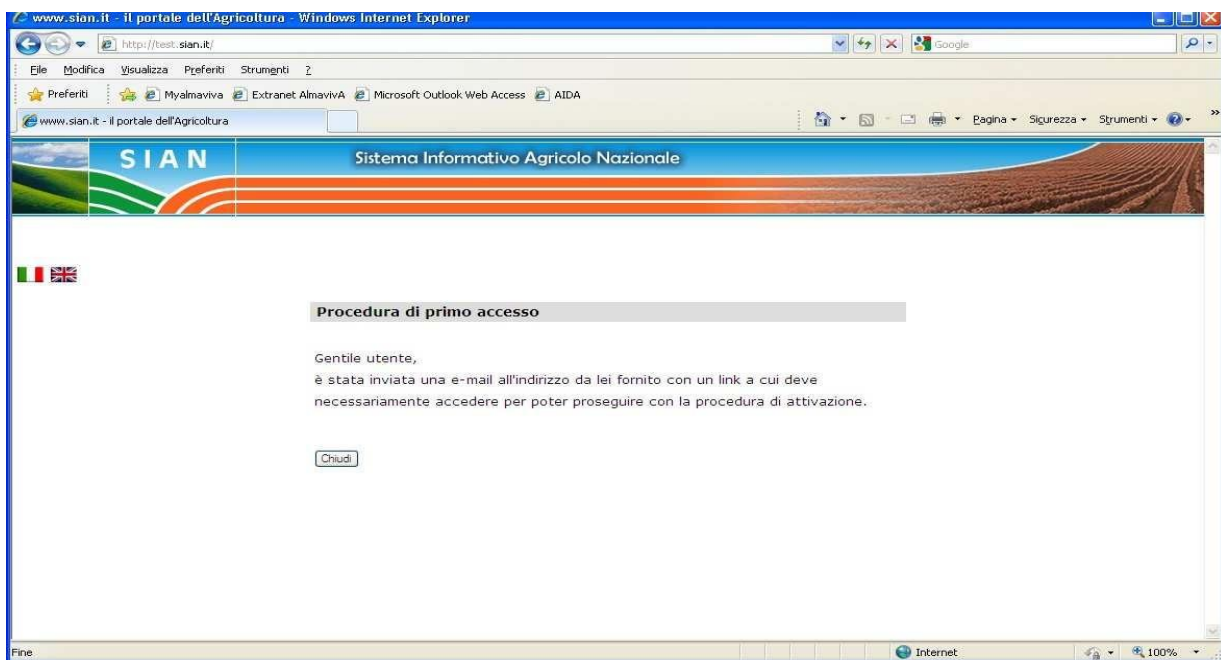 www.sian.it - il portale dell'Agricoltura - Windows Internet Explorer
http://test.sian.it/
Google
File Modifica Visualizza Preferiti Strumenti ?
Preferiti Myalmaviva Extranet AlmavivA Microsoft Outlook Web Access AIDA
www.sian.it - il portale dell'Agricoltura
Pagina Sicurezza Strumenti »
SIAN Sistema Informativo Agricolo Nazionale
Procedura di primo accesso
Gentile utente,
è stata inviata una e-mail all'indirizzo da lei fornito con un link a cui deve
necessariamente accedere per poter proseguire con la procedura di attivazione.
Chiudi
Fine Internet 100%